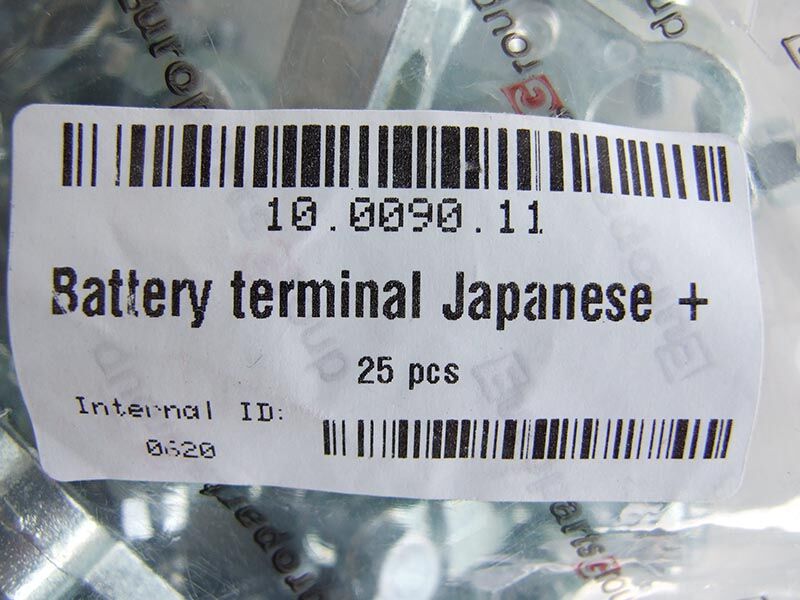 10.0090.11
Battery terminal Japanese +
25 pcs
Internal ID:
0620